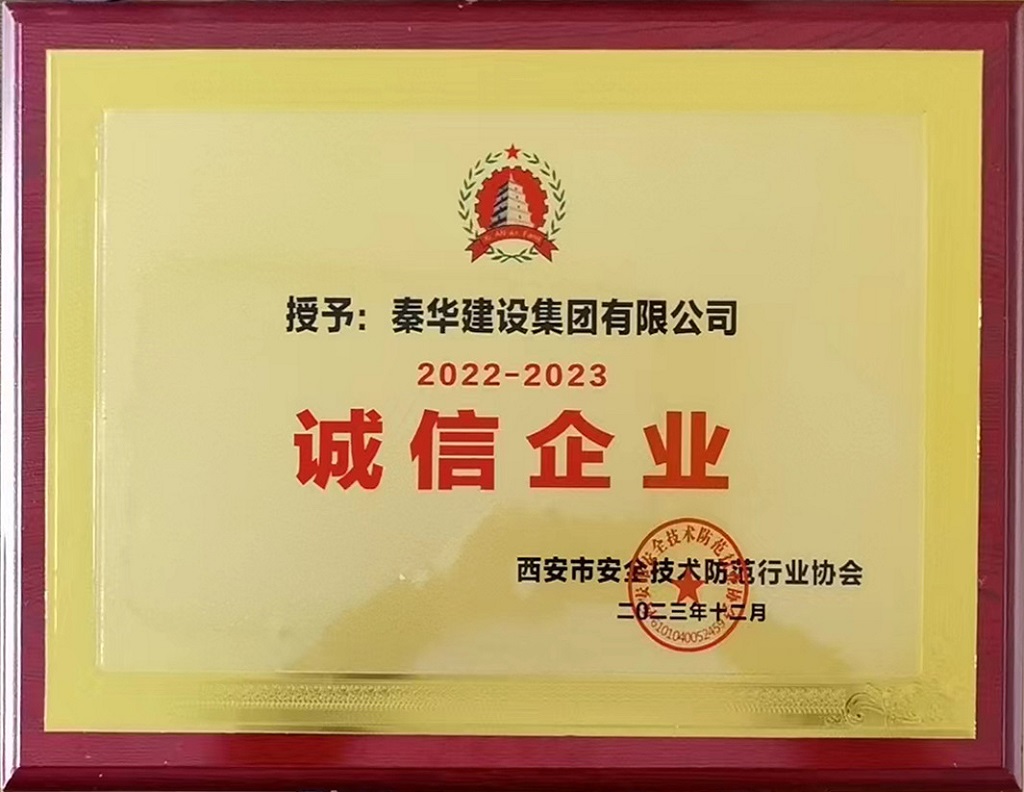 授予：秦华建设集团有限公司
2022-2023
诚信企业
西安市安全技术防范行业协会
二〇二三年十二月
6101040052459